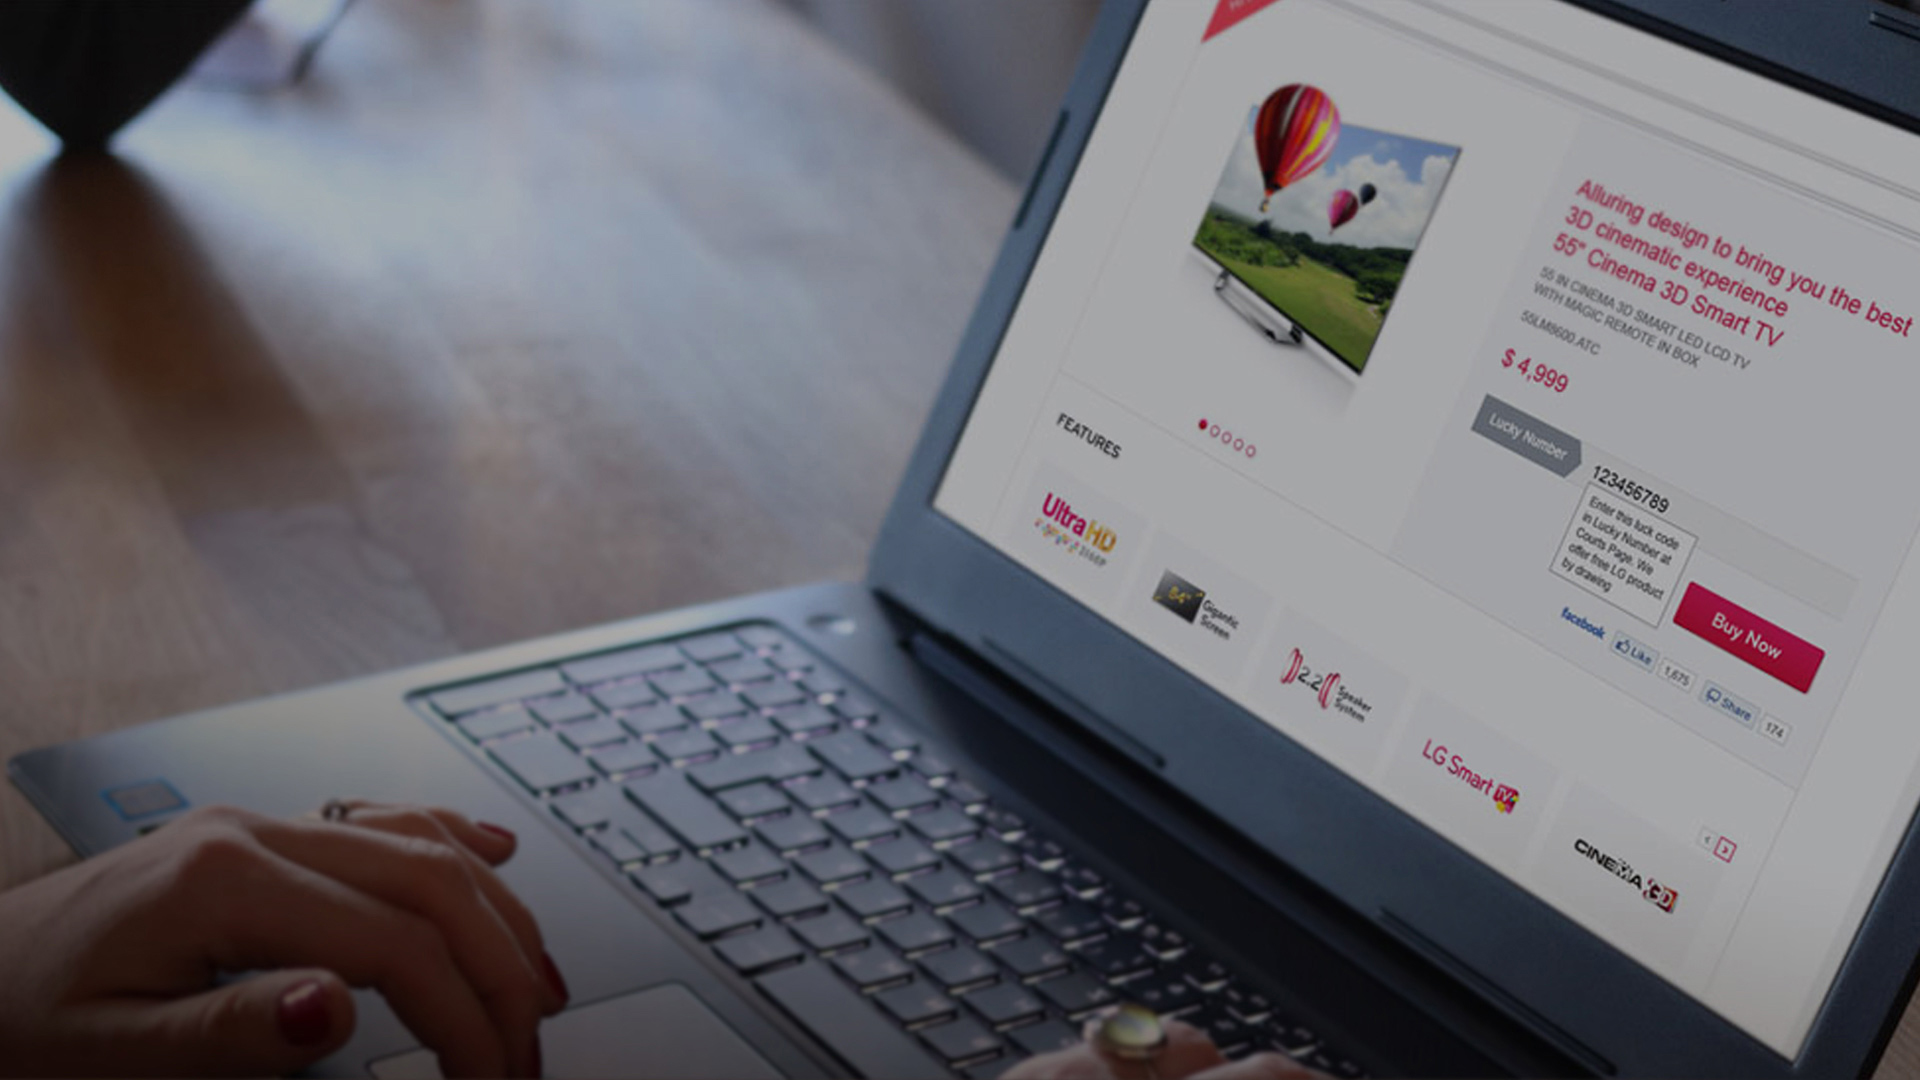 Alluring design to bring you the best
3D cinematic experience
55" Cinema 3D Smart TV
55 IN CINEMA 3D SMART LED LCD TV
WITH MAGIC REMOTE IN BOX
55LM8600.ATC
$ 4,999
Lucky Number
123456789
Enter this luck code
in Lucky Number at
Courts Page. We
offer free LG product
by drawing
Buy Now
facebook
Like
1,675
Share
174
FEATURES
Ultra HD
2160P
84"
Gigantic
Screen
2.2
Speaker
System
LG Smart TV
CINEMA 3D